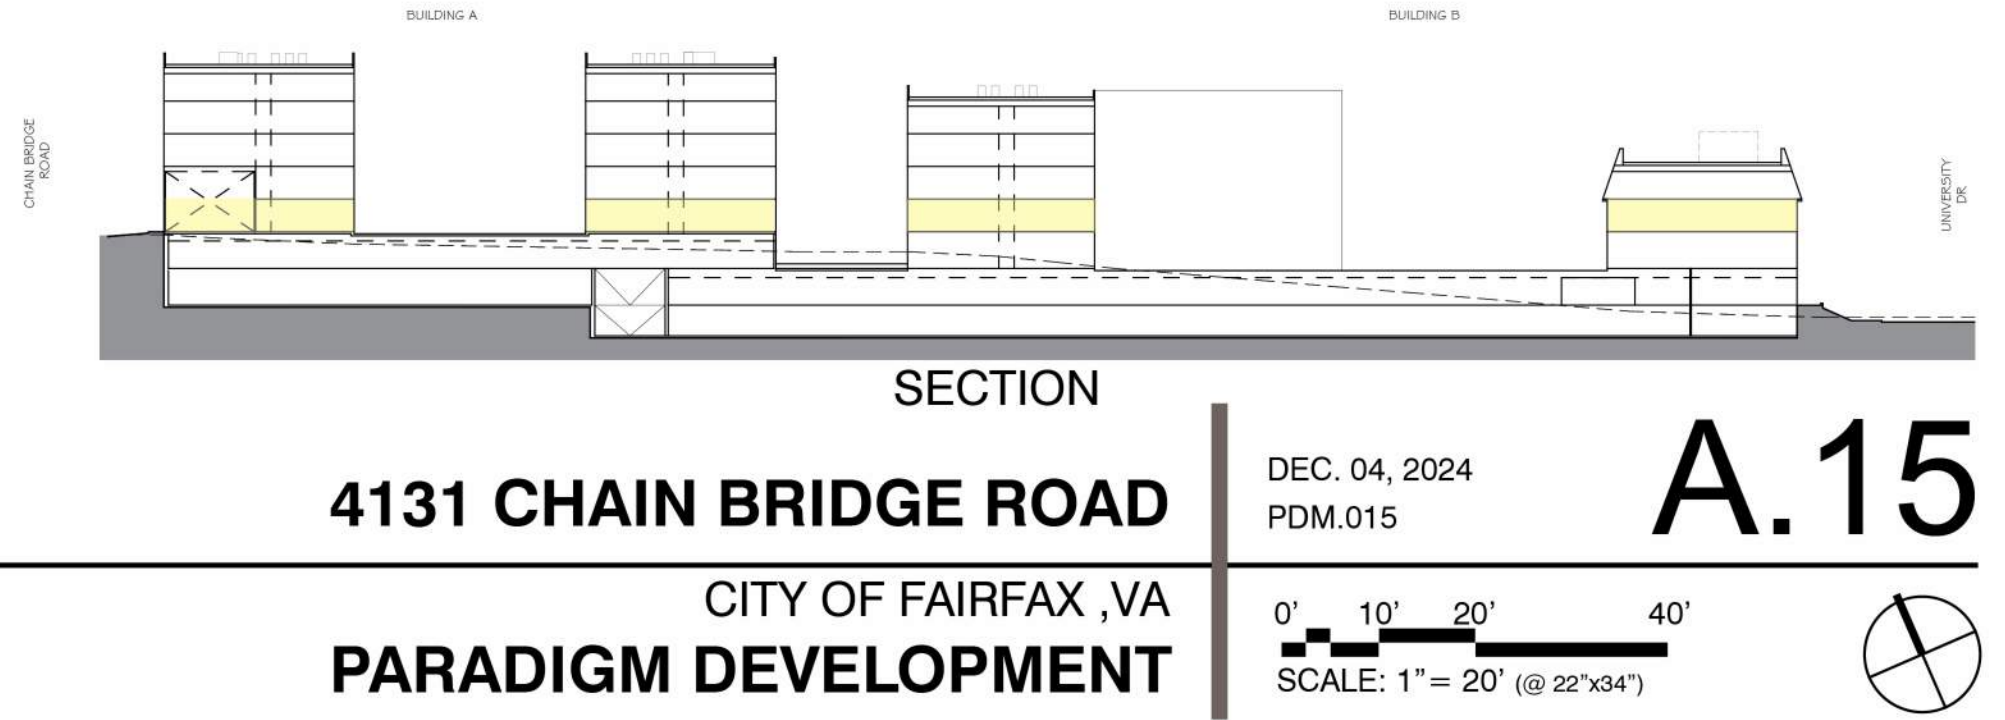 BUILDING A
BUILDING B
CHAIN BRIDGE
ROAD
UNIVERSITY
DR
SECTION
4131 CHAIN BRIDGE ROAD
DEC. 04, 2024
PDM.015
A.15
CITY OF FAIRFAX ,VA
PARADIGM DEVELOPMENT
0' 10' 20' 40'
SCALE: 1”= 20’ (@ 22”x34”)